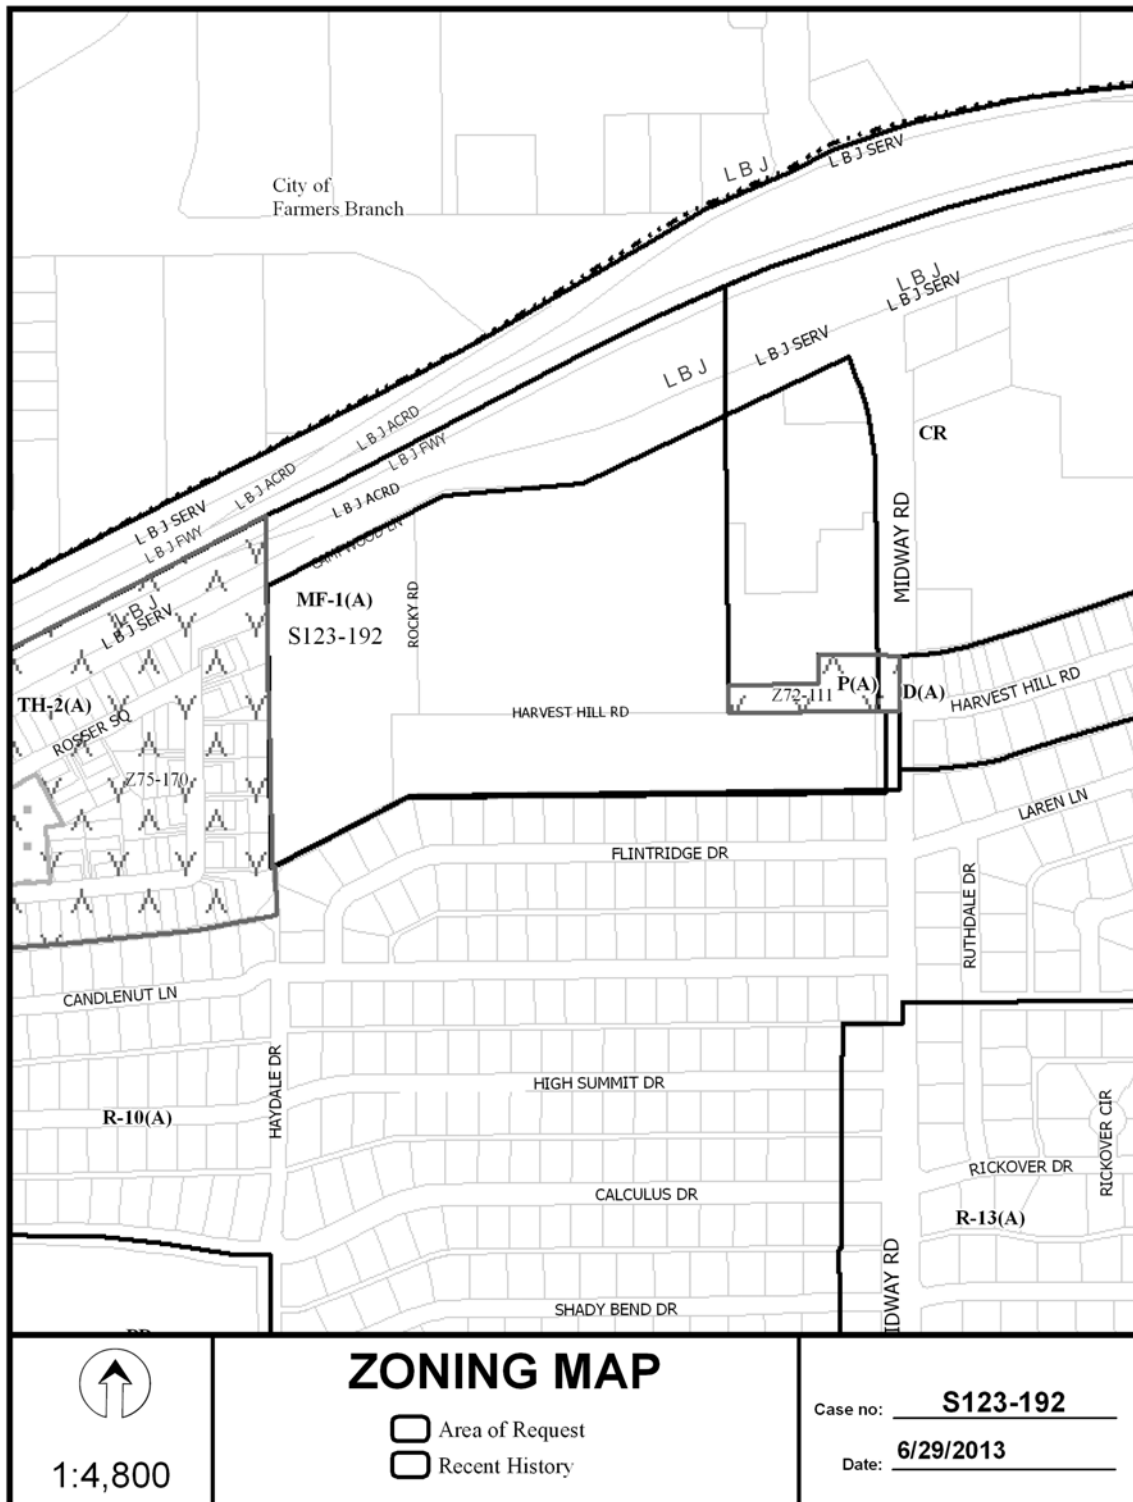 City of
Farmers Branch
L B J
L B J SERV
L B J
L B J SERV
L B J SERV
L B J
L B J ACRD
L B J FWY
CR
L B J ACRD
L B J ACRD
L B J SERV
L B J FWY
MIDWAY RD
MF-1(A)
S123-192
ROCKY RD
L B J
L B J SERV
TH-2(A)
ROSSER SQ
Z75-170
HARVEST HILL RD
Z72-111
P(A)
D(A)
HARVEST HILL RD
LAREN LN
FLINTRIDGE DR
RUTHDALE DR
CANDLENUT LN
HAYDALE DR
HIGH SUMMIT DR
R-10(A)
RICKOVER CIR
RICKOVER DR
CALCULUS DR
R-13(A)
IDWAY RD
SHADY BEND DR
1:4,800
ZONING MAP
Area of Request
Recent History
Case no: S123-192
Date: 6/29/2013